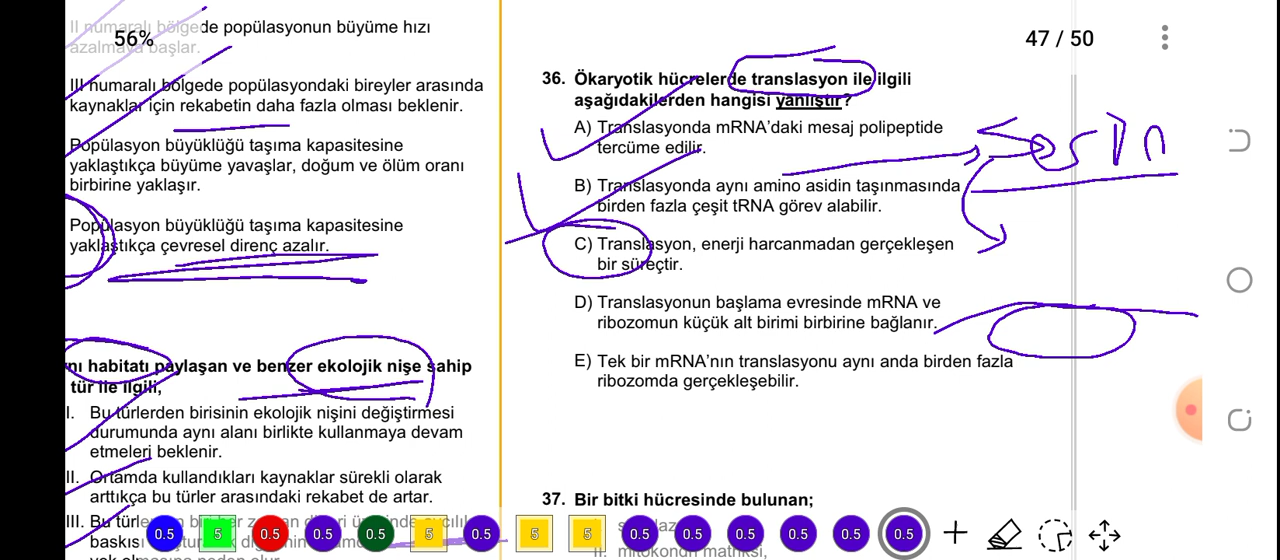 II numaralı bölgede popülasyonun büyüme hızı
azalmaya başlar.
56%
47 / 50
III numaralı bölgede popülasyondaki bireyler arasında
kaynaklar için rekabetin daha fazla olması beklenir.
Popülasyon büyüklüğü taşıma kapasitesine
yaklaştıkça büyüme yavaşlar, doğum ve ölüm oranı
birbirine yaklaşır.
Popülasyon büyüklüğü taşıma kapasitesine
yaklaştıkça çevresel direnç azalır.
nı habitatı paylaşan ve benzer ekolojik nişe sahip
tür ile ilgili,
I. Bu türlerden birisinin ekolojik nişini değiştirmesi
durumunda aynı alanı birlikte kullanmaya devam
etmeleri beklenir.
II. Ortamda kullandıkları kaynaklar sürekli olarak
arttıkça bu türler arasındaki rekabet de artar.
III. Bu türle
baskısı
36. Ökaryotik hücrelerde translasyon ile ilgili
aşağıdakilerden hangisi yanlıştır?
A) Translasyonda mRNA'daki mesaj polipeptide
tercüme edilir.
B) Translasyonda aynı amino asidin taşınmasında
birden fazla çeşit tRNA görev alabilir.
C) Translasyon, enerji harcanmadan gerçekleşen
bir süreçtir.
D) Translasyonun başlama evresinde mRNA ve
ribozomun küçük alt birimi birbirine bağlanır.
E) Tek bir mRNA'nın translasyonu aynı anda birden fazla
ribozomda gerçekleşebilir.
37. Bir bitki hücresinde bulunan;
II. mitokondri matriksi,
0.5 5 0.5 0.5 0.5 5 0.5 5 5 0.5 0.5 0.5 0.5 0.5 0.5